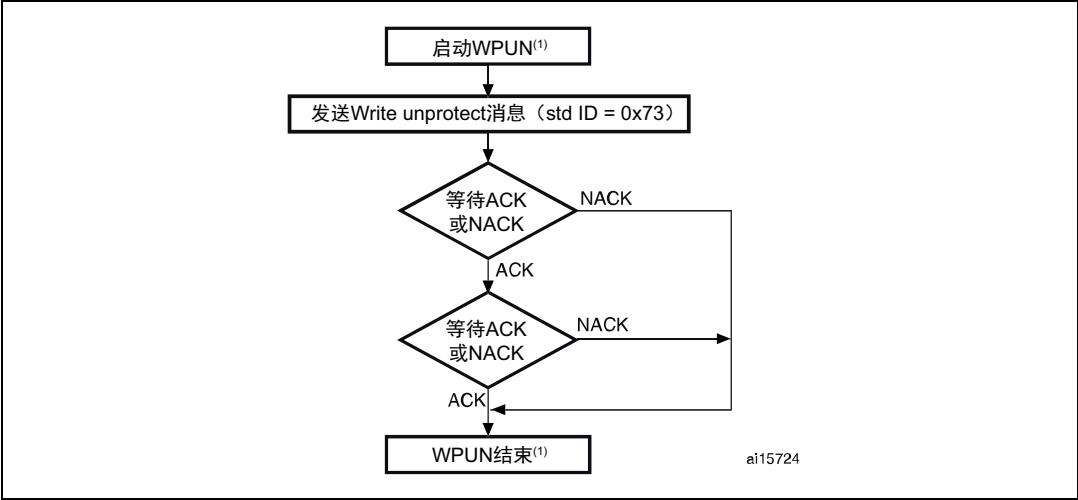 启动WPUN(1)
发送Write unprotect消息（std ID = 0x73）
等待ACK
或NACK
NACK
ACK
等待ACK
或NACK
NACK
ACK
WPUN结束(1)
ai15724